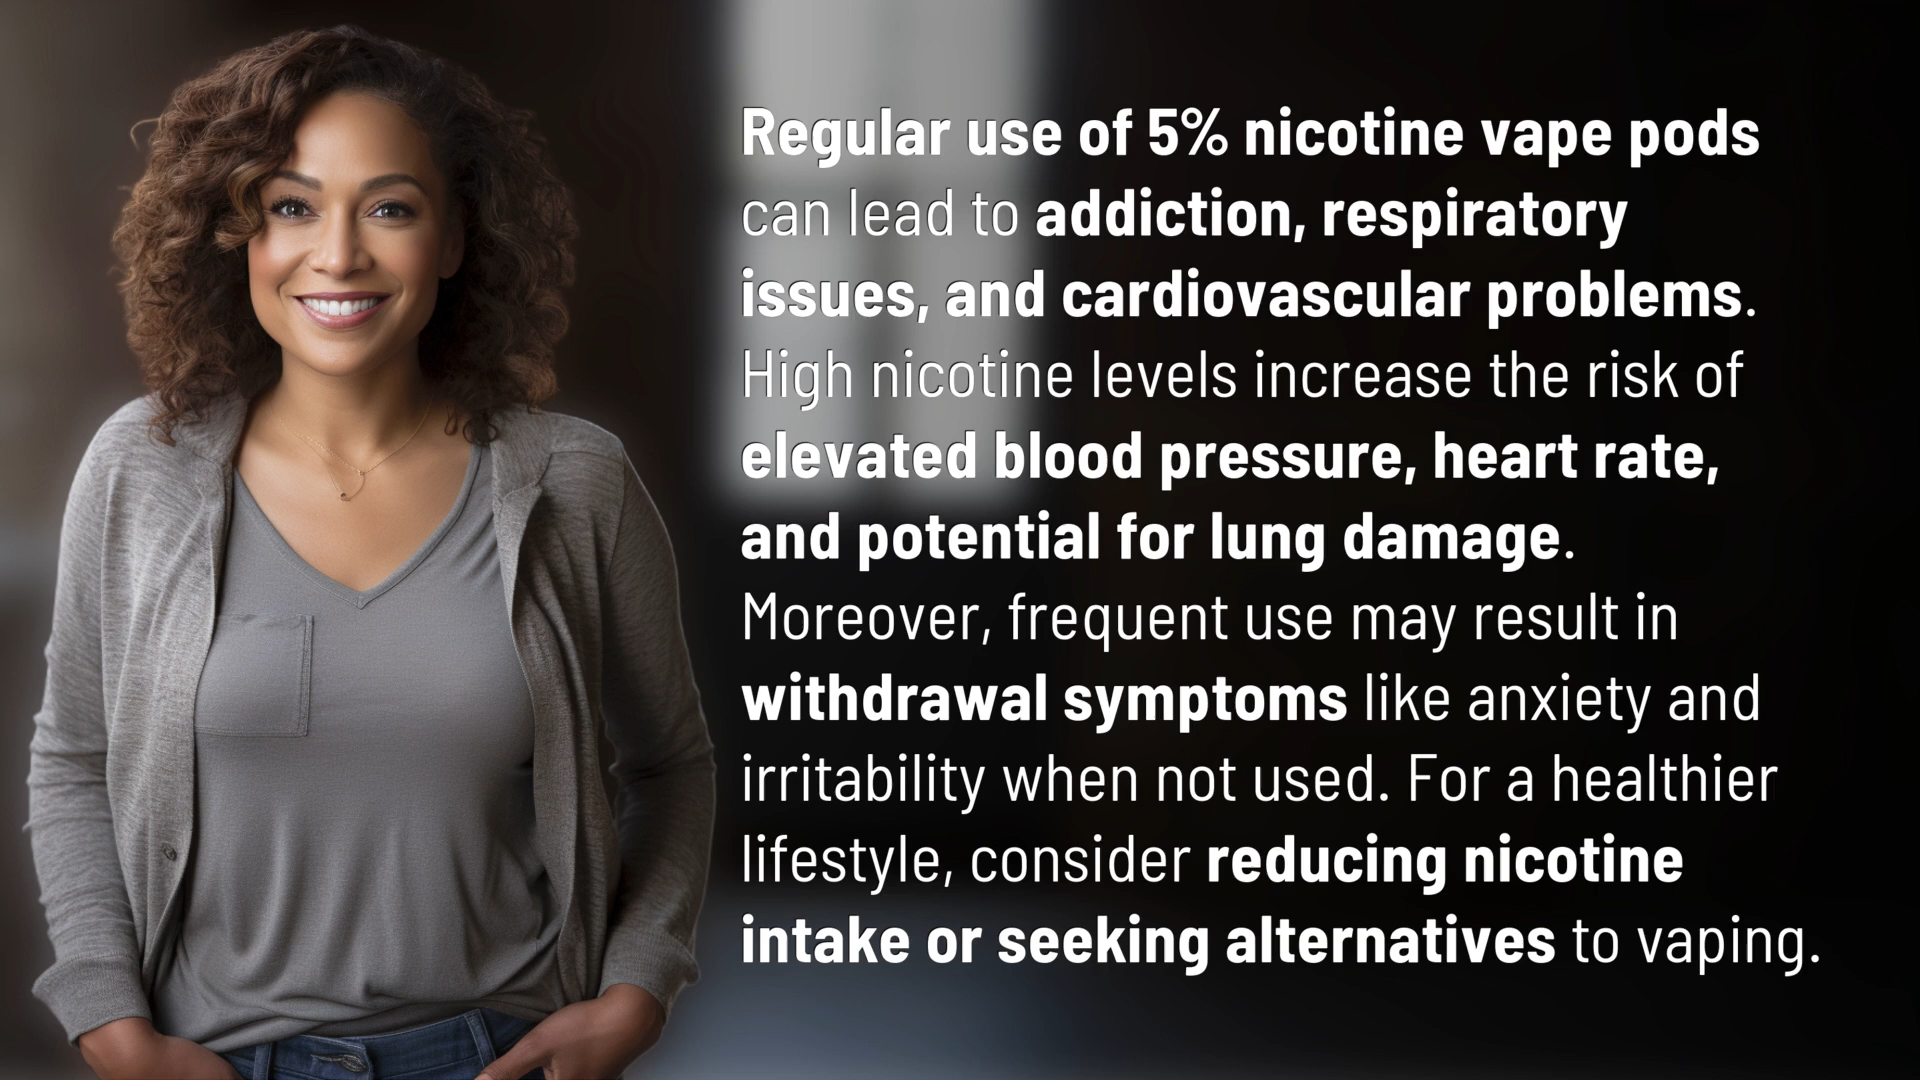 Regular use of 5% nicotine vape pods
can lead to addiction, respiratory
issues, and cardiovascular problems.
High nicotine levels increase the risk of
elevated blood pressure, heart rate,
and potential for lung damage.
Moreover, frequent use may result in
withdrawal symptoms like anxiety and
irritability when not used. For a healthier
lifestyle, consider reducing nicotine
intake or seeking alternatives to vaping.